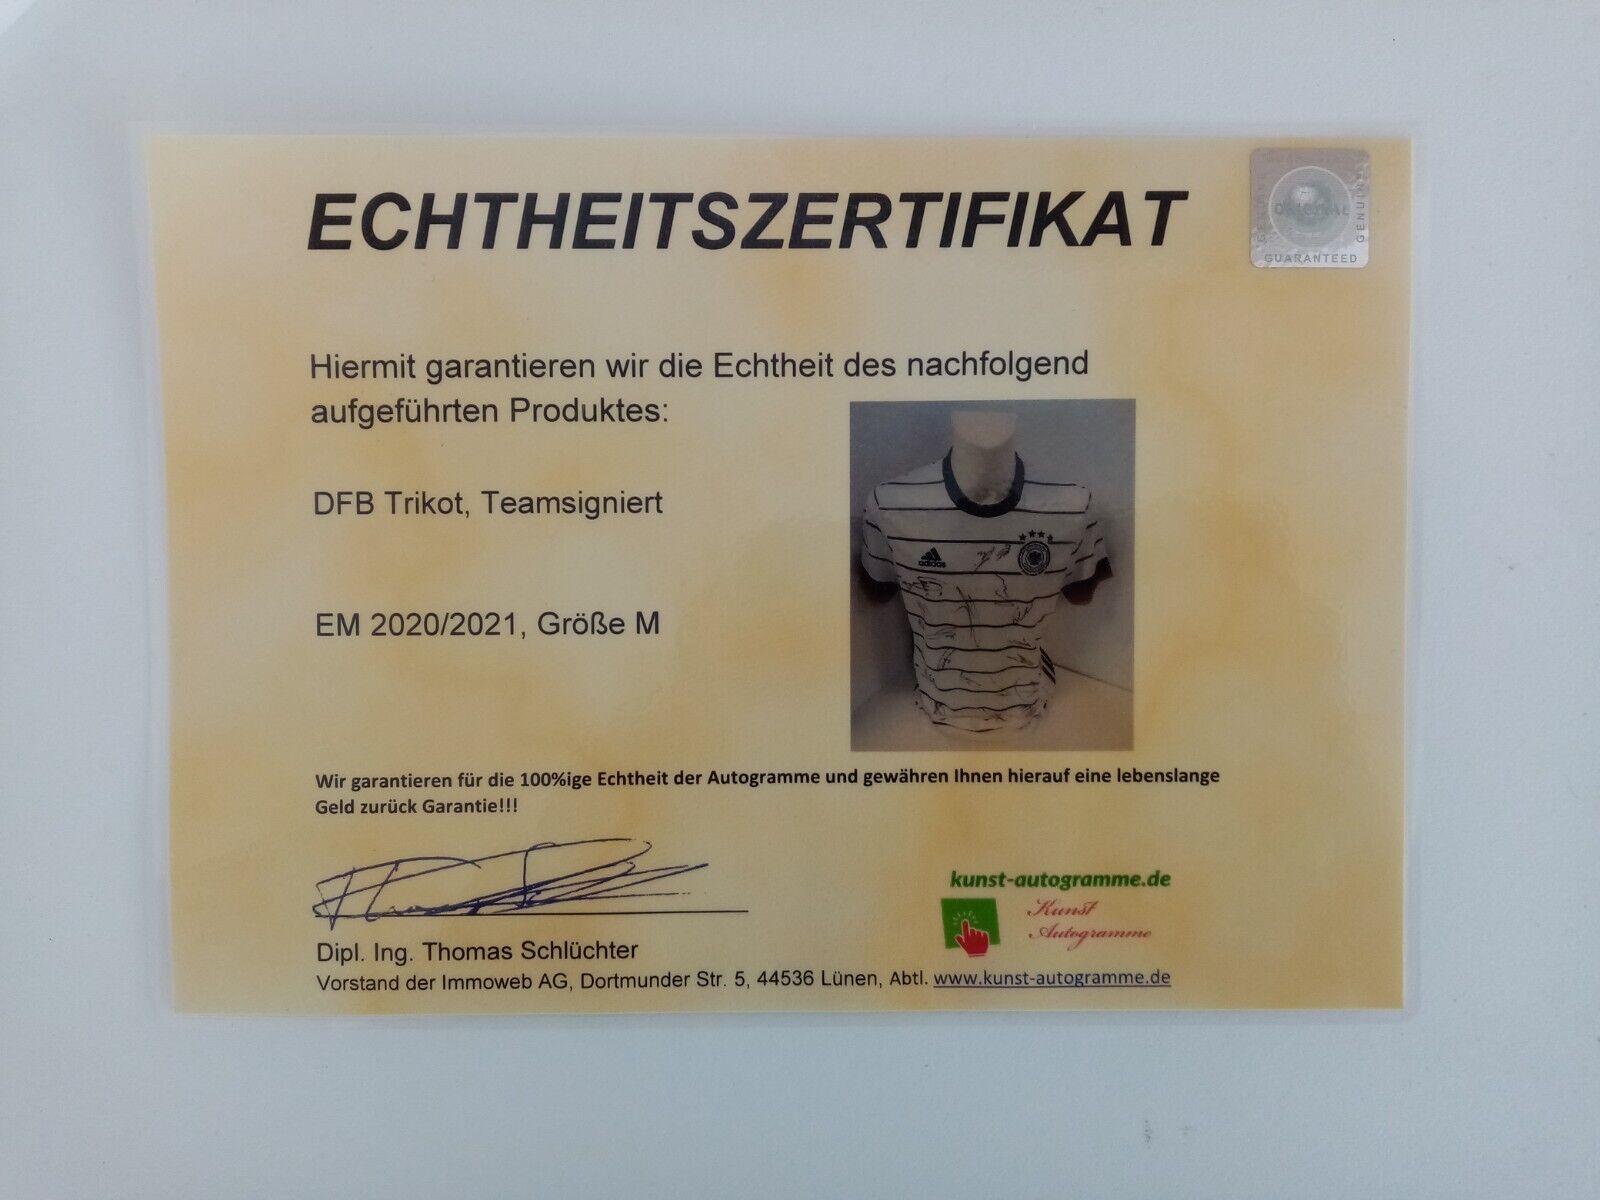 ECHTHEITSZERTIFIKAT
ORIGINAL
GENUINE
GUARANTEED
Hiermit garantieren wir die Echtheit des nachfolgend
aufgeführten Produktes:
DFB Trikot, Teamsigniert
adidas
EM 2020/2021, Größe M
Wir garantieren für die 100%ige Echtheit der Autogramme und gewähren Ihnen hierauf eine lebenslange
Geld zurück Garantie!!!
kunst-autogramme.de
Kunst
Autogramme
Dipl. Ing. Thomas Schlüchter
Vorstand der Immoweb AG, Dortmunder Str. 5, 44536 Lünen, Abtl. www.kunst-autogramme.de